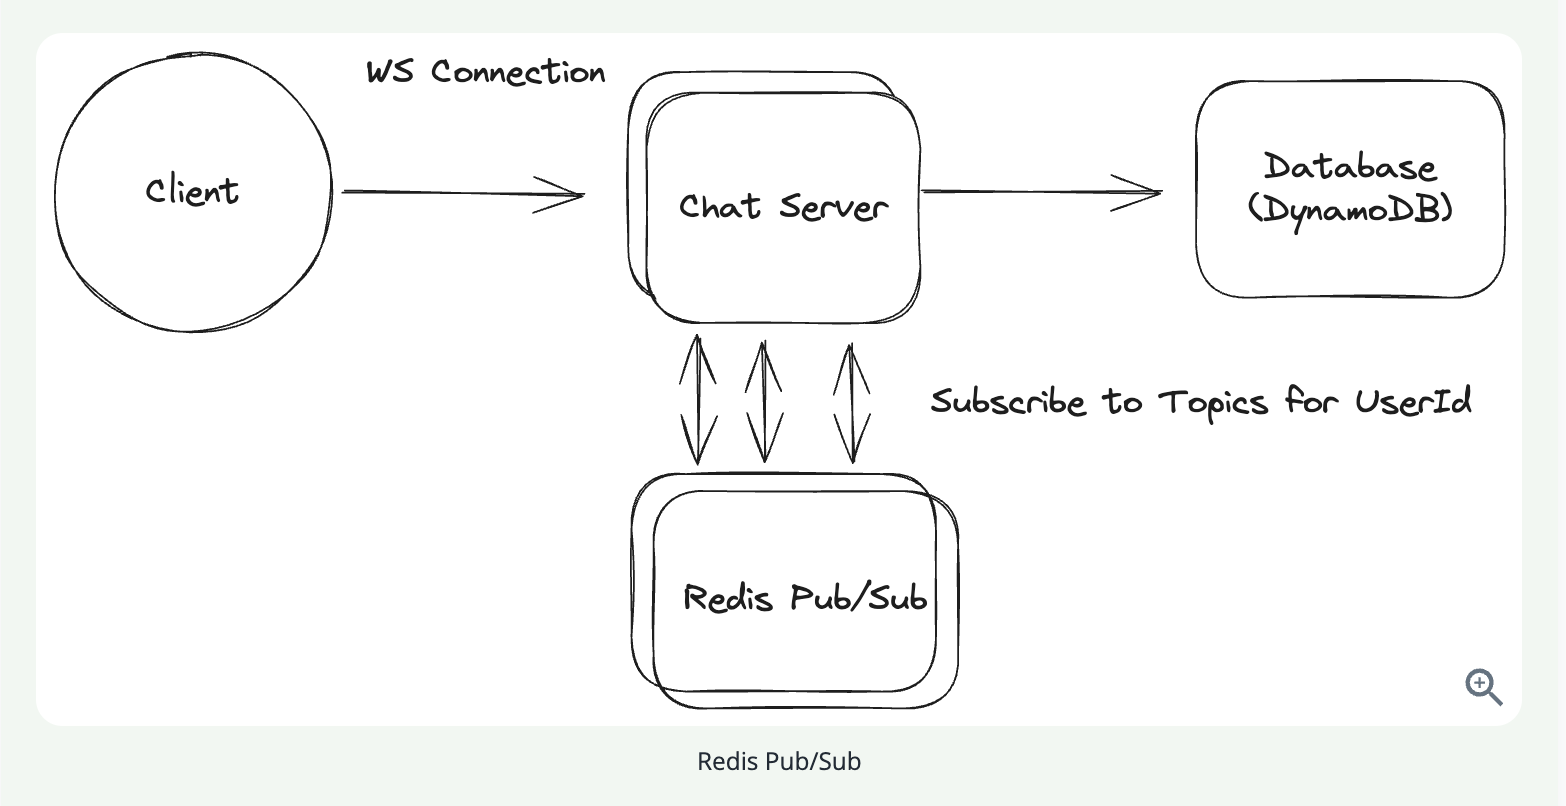 WS Connection
Client
Chat Server
Database
(DynamoDB)
Subscribe to Topics for UserId
Redis Pub/Sub
Redis Pub/Sub